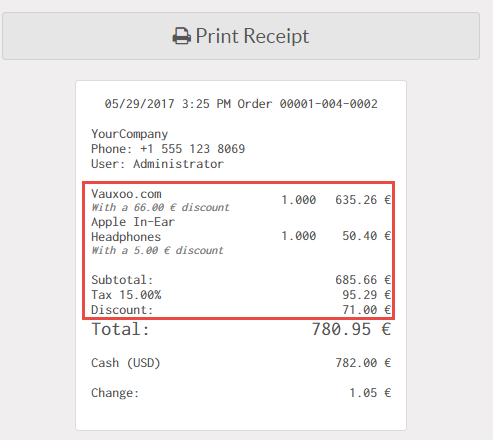 Print Receipt
05/29/2017 3:25 PM Order 00001-004-0002
YourCompany
Phone: +1 555 123 8069
User: Administrator
Vauxoo.com 1.000 635.26 €
With a 66.00 € discount
Apple In-Ear
Headphones 1.000 50.40 €
With a 5.00 € discount
Subtotal: 685.66 €
Tax 15.00% 95.29 €
Discount: 71.00 €
Total: 780.95 €
Cash (USD) 782.00 €
Change: 1.05 €